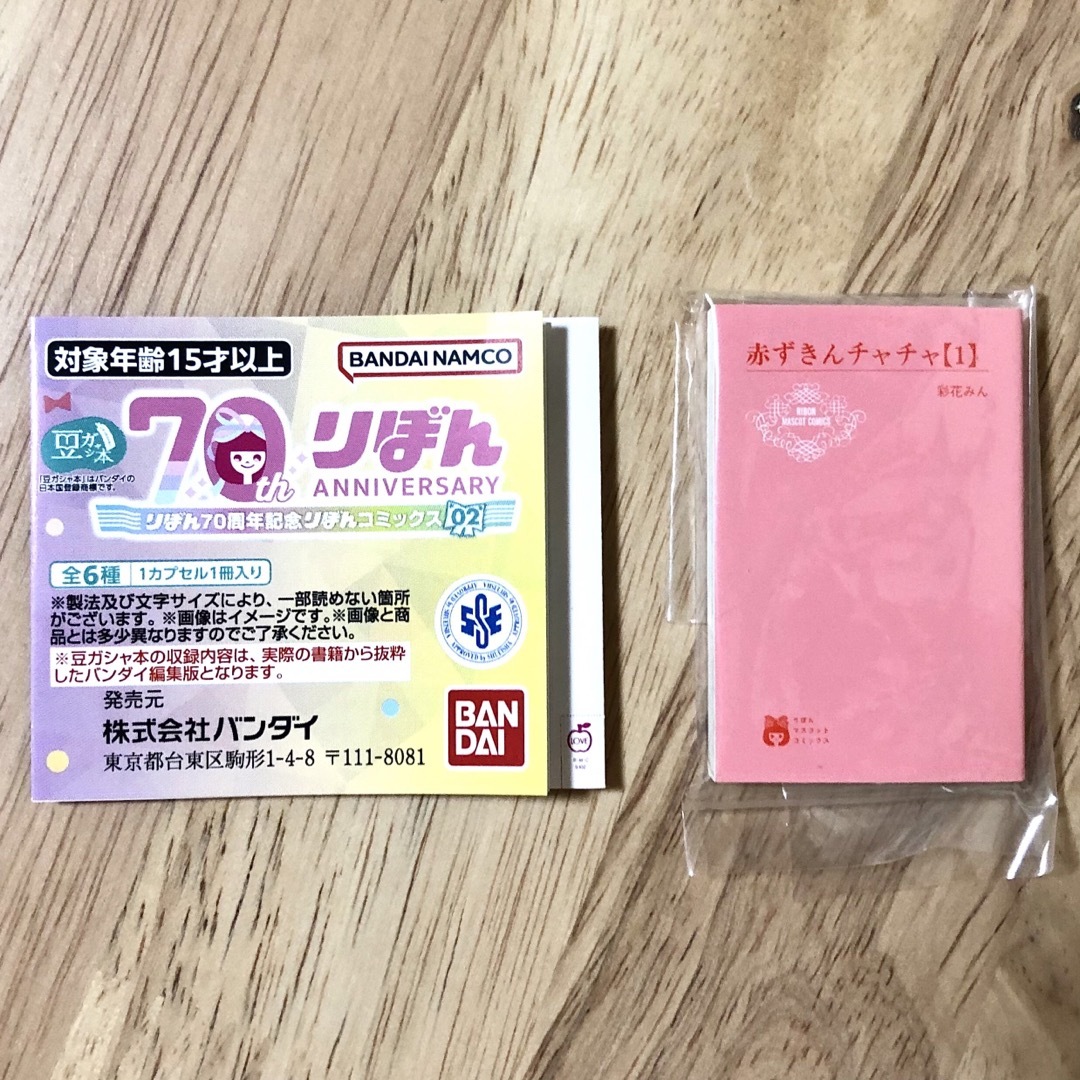 対象年齢15才以上
BANDAI NAMCO
豆ガシャ本
「豆ガシャ本」はバンダイの
日本国登録商標です。
70th りぼん
ANNIVERSARY
りぼん70周年記念りぼんコミックス 02
全6種 1カプセル1冊入り
※製法及び文字サイズにより、一部読めない箇所
がございます。※画像はイメージです。※画像と商
品とは多少異なりますのでご了承ください。
※豆ガシャ本の収録内容は、実際の書籍から抜粋
したバンダイ編集版となります。
発売元
株式会社バンダイ
東京都台東区駒形1-4-8 〒111-8081
BAN
DAI
LOVE
赤ずきんチャチャ【1】
彩花みん
RIBON
MASCOT COMICS
りぼん
マスコット
コミックス